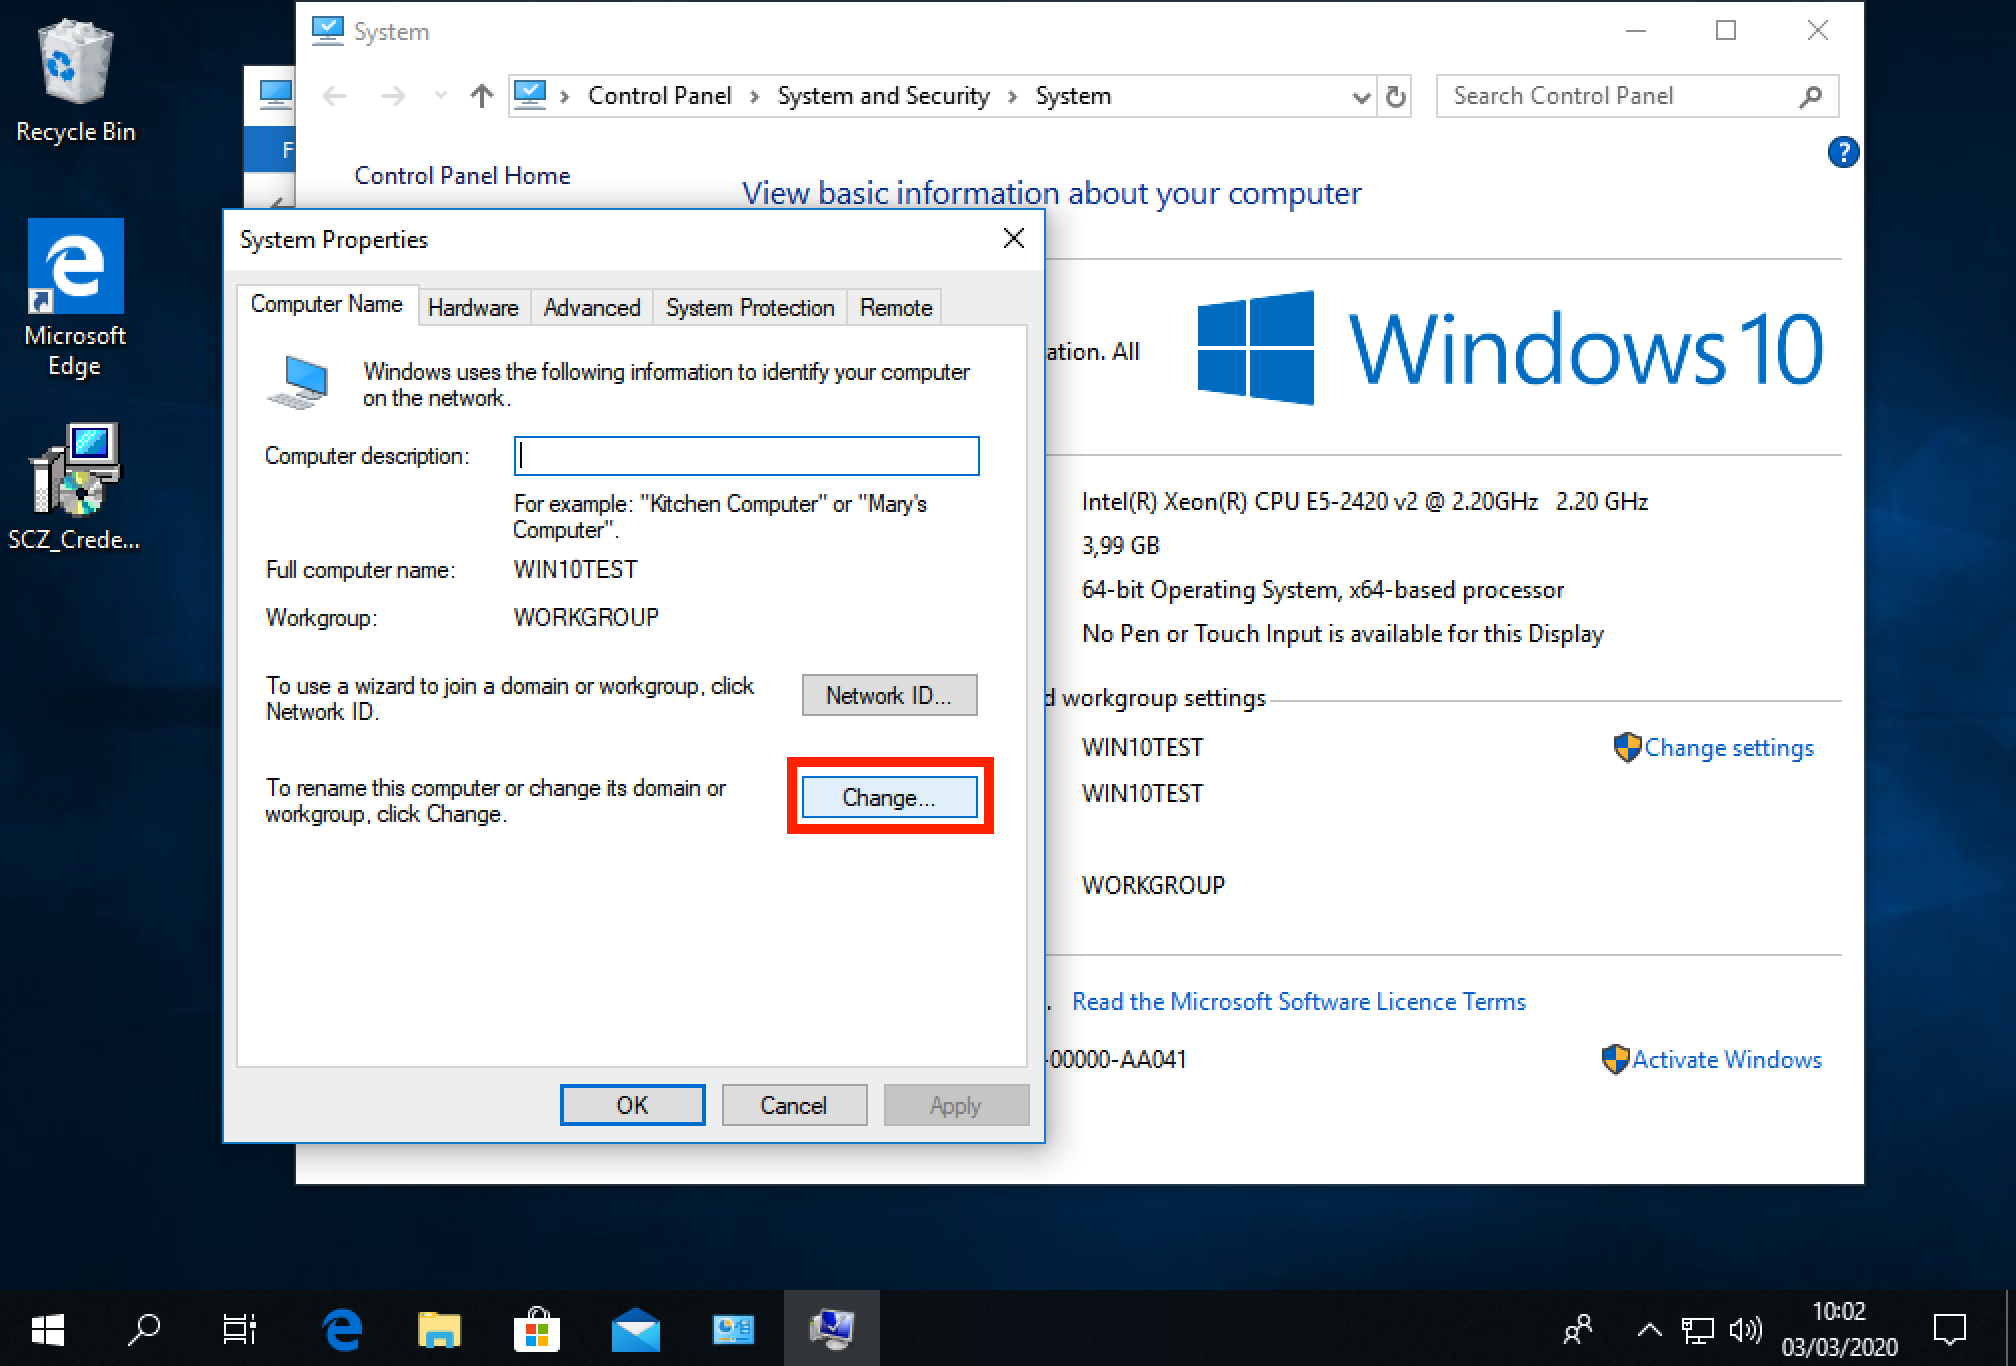 Recycle Bin
Microsoft
Edge
SCZ_Crede...
System
Control Panel
System and Security
System
Search Control Panel
F
?
Control Panel Home
View basic information about your computer
ation. All
Windows 10
Intel(R) Xeon(R) CPU E5-2420 v2 @ 2.20GHz 2.20 GHz
3,99 GB
64-bit Operating System, x64-based processor
No Pen or Touch Input is available for this Display
d workgroup settings
WIN10TEST
Change settings
WIN10TEST
WORKGROUP
. Read the Microsoft Software Licence Terms
-00000-AA041
Activate Windows
System Properties
Computer Name
Hardware
Advanced
System Protection
Remote
Windows uses the following information to identify your computer
on the network.
Computer description:
For example: "Kitchen Computer" or "Mary's
Computer".
Full computer name:
WIN10TEST
Workgroup:
WORKGROUP
To use a wizard to join a domain or workgroup, click
Network ID.
Network ID...
To rename this computer or change its domain or
workgroup, click Change.
Change...
OK
Cancel
Apply
10:02
03/03/2020